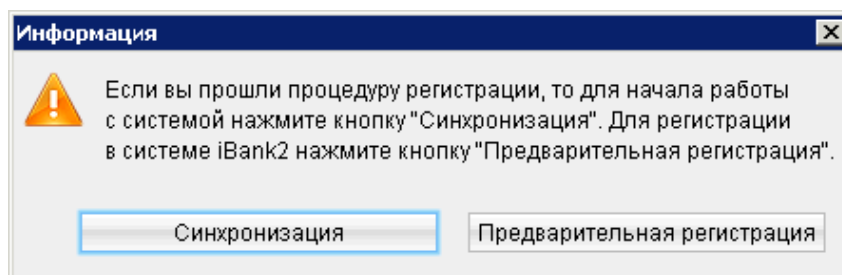 Информация
Если вы прошли процедуру регистрации, то для начала работы
с системой нажмите кнопку "Синхронизация". Для регистрации
в системе iBank2 нажмите кнопку "Предварительная регистрация".
Синхронизация Предварительная регистрация